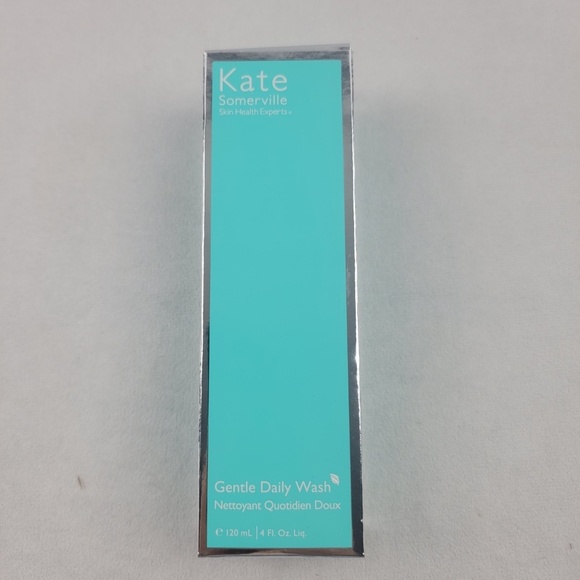 Kate
Somerville
Skin Health Experts
Gentle Daily Wash
Nettoyant Quotidien Doux
℮ 120 mL | 4 Fl. Oz. Liq.